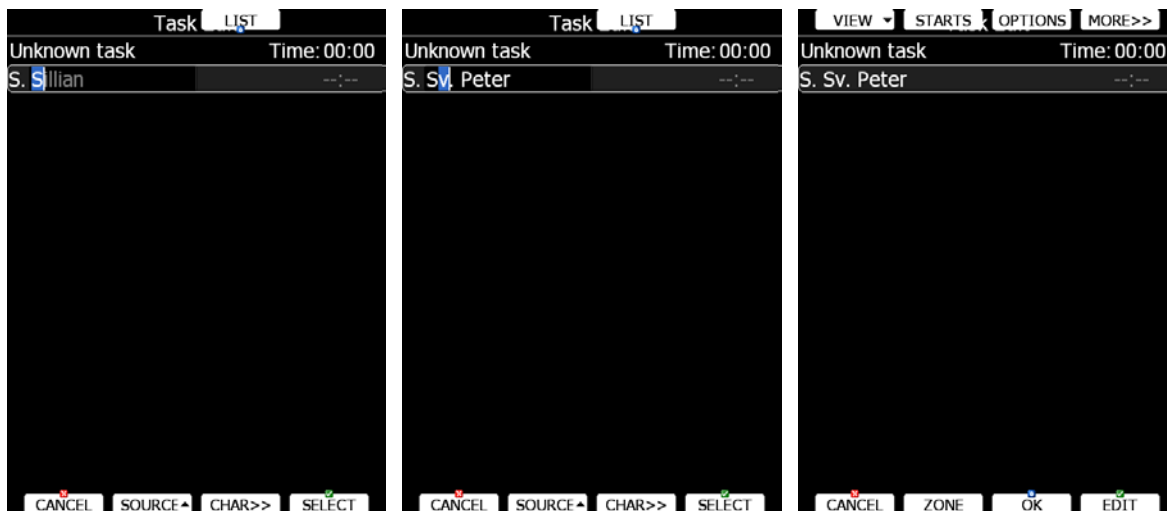 Task LIST
Unknown task Time: 00:00
S. Sillian --:--
CANCEL SOURCE CHAR>> SELECT
Task LIST
Unknown task Time: 00:00
S. Sv. Peter --:--
CANCEL SOURCE CHAR>> SELECT
VIEW STARTS OPTIONS MORE>>
Unknown task Time: 00:00
S. Sv. Peter --:--
CANCEL ZONE OK EDIT